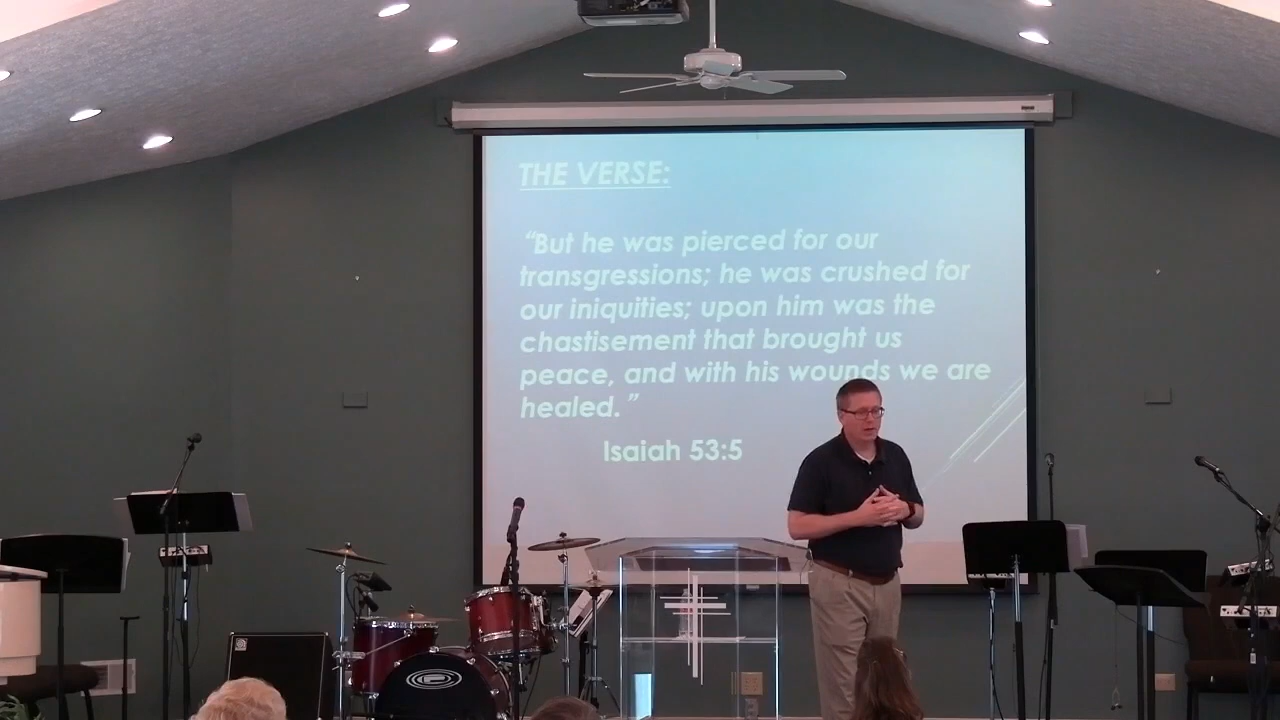 THE VERSE:
“But he was pierced for our
transgressions; he was crushed for
our iniquities; upon him was the
chastisement that brought us
peace, and with his wounds we are
healed.”
Isaiah 53:5